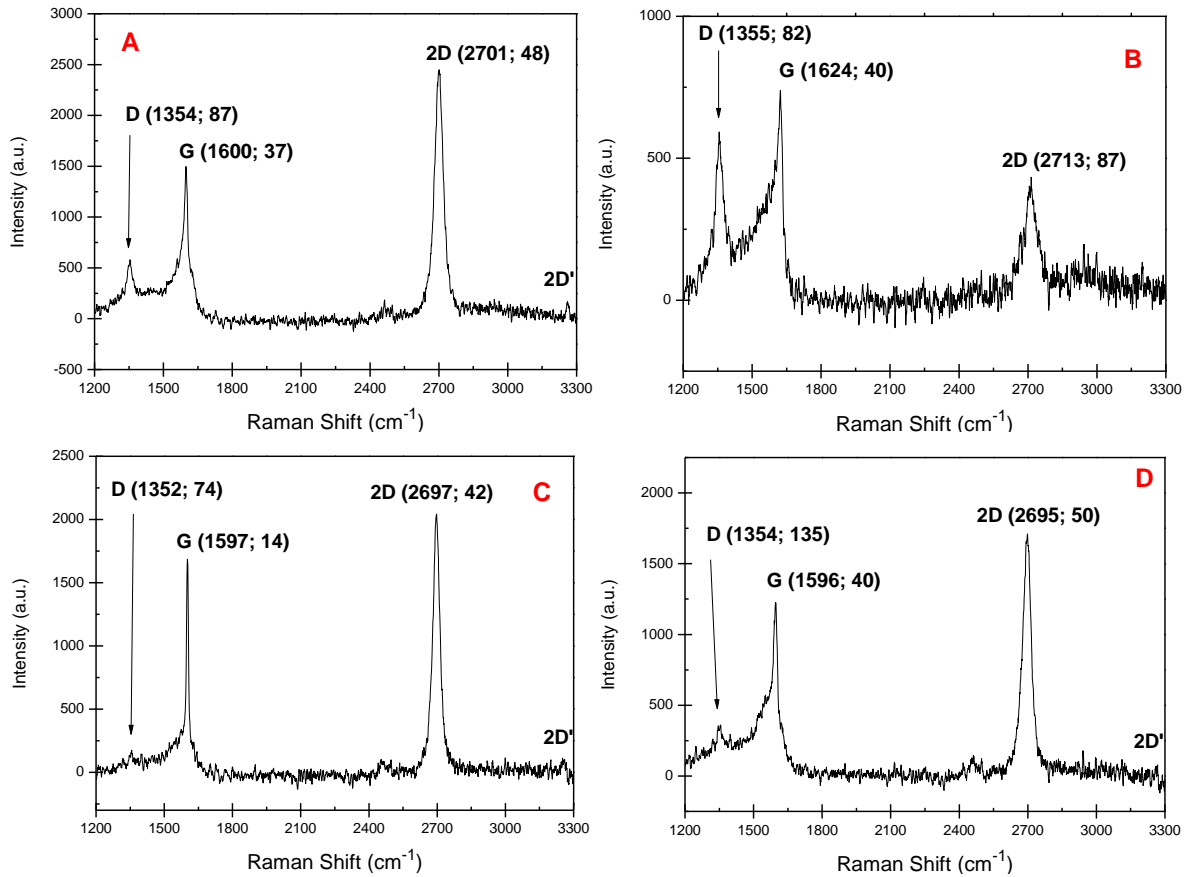 A
D (1354; 87)
G (1600; 37)
2D (2701; 48)
2D'
3000
2500
2000
1500
1000
500
0
-500
Intensity (a.u.)
1200 1500 1800 2100 2400 2700 3000 3300
Raman Shift (cm⁻¹)
B
D (1355; 82)
G (1624; 40)
2D (2713; 87)
1000
500
0
Intensity (a.u.)
1200 1500 1800 2100 2400 2700 3000 3300
Raman Shift (cm⁻¹)
C
D (1352; 74)
G (1597; 14)
2D (2697; 42)
2D'
2500
2000
1500
1000
500
0
Intensity (a.u.)
1200 1500 1800 2100 2400 2700 3000 3300
Raman Shift (cm⁻¹)
D
D (1354; 135)
G (1596; 40)
2D (2695; 50)
2D'
2000
1500
1000
500
0
Intensity (a.u.)
1200 1500 1800 2100 2400 2700 3000 3300
Raman Shift (cm⁻¹)